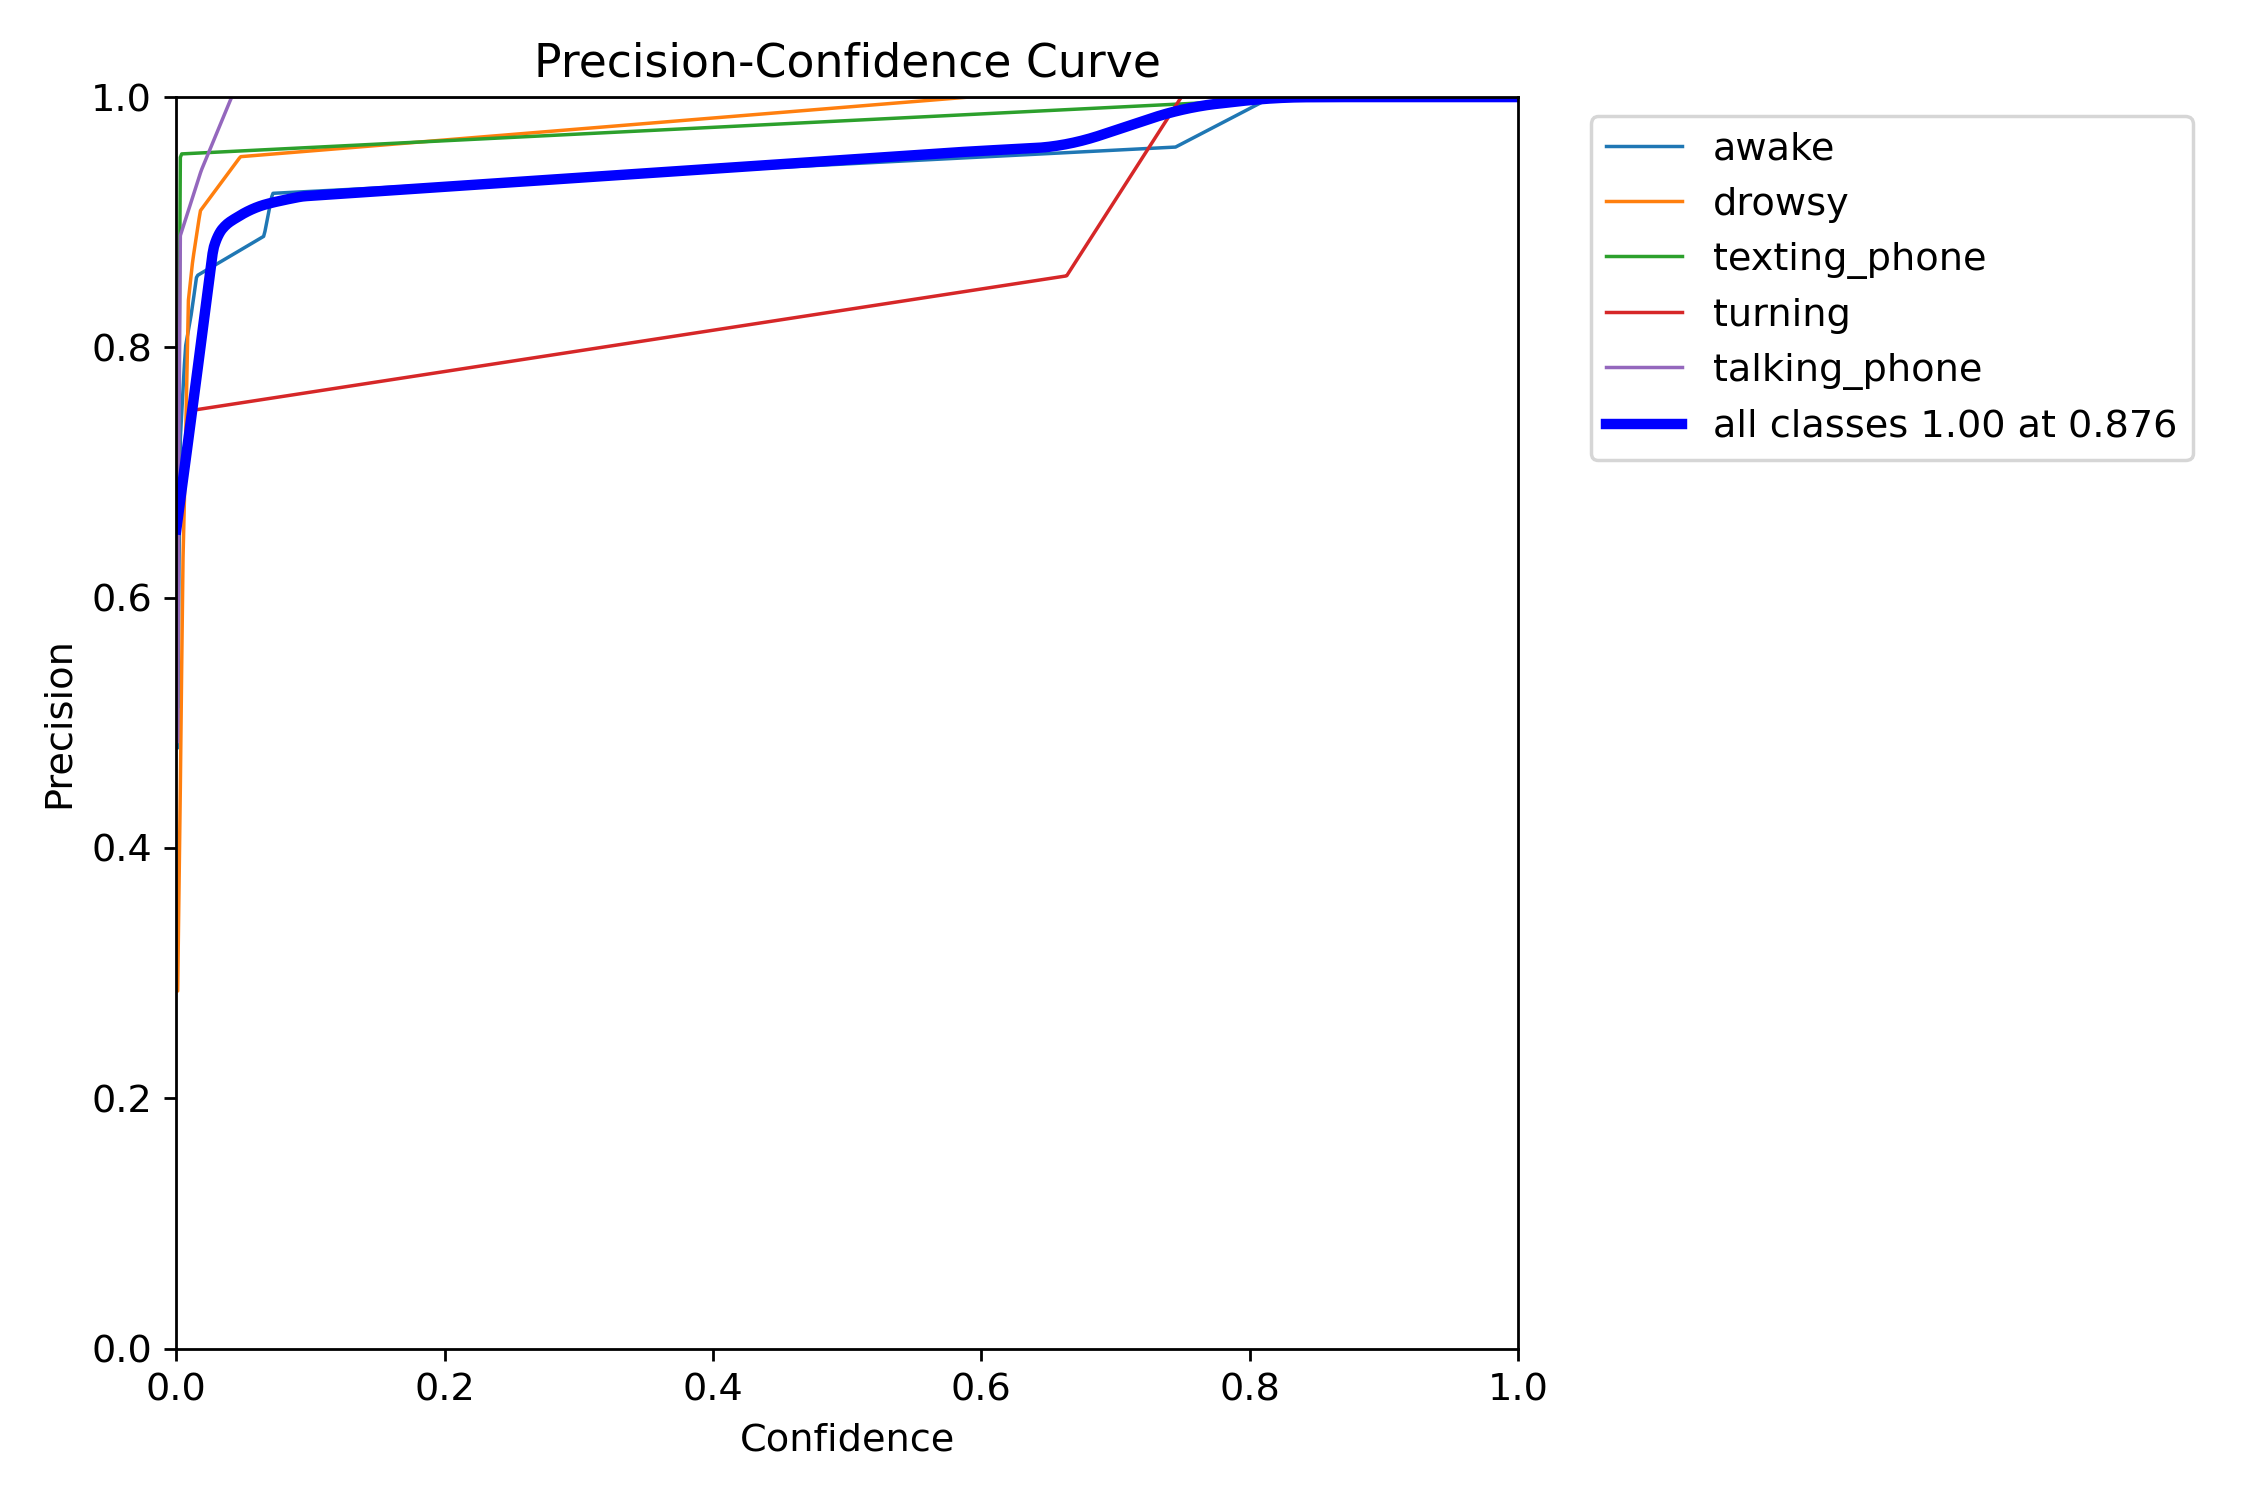 Precision-Confidence Curve
1.0
0.8
0.6
0.4
0.2
0.0
Precision
0.0 0.2 0.4 0.6 0.8 1.0
Confidence
awake
drowsy
texting_phone
turning
talking_phone
all classes 1.00 at 0.876